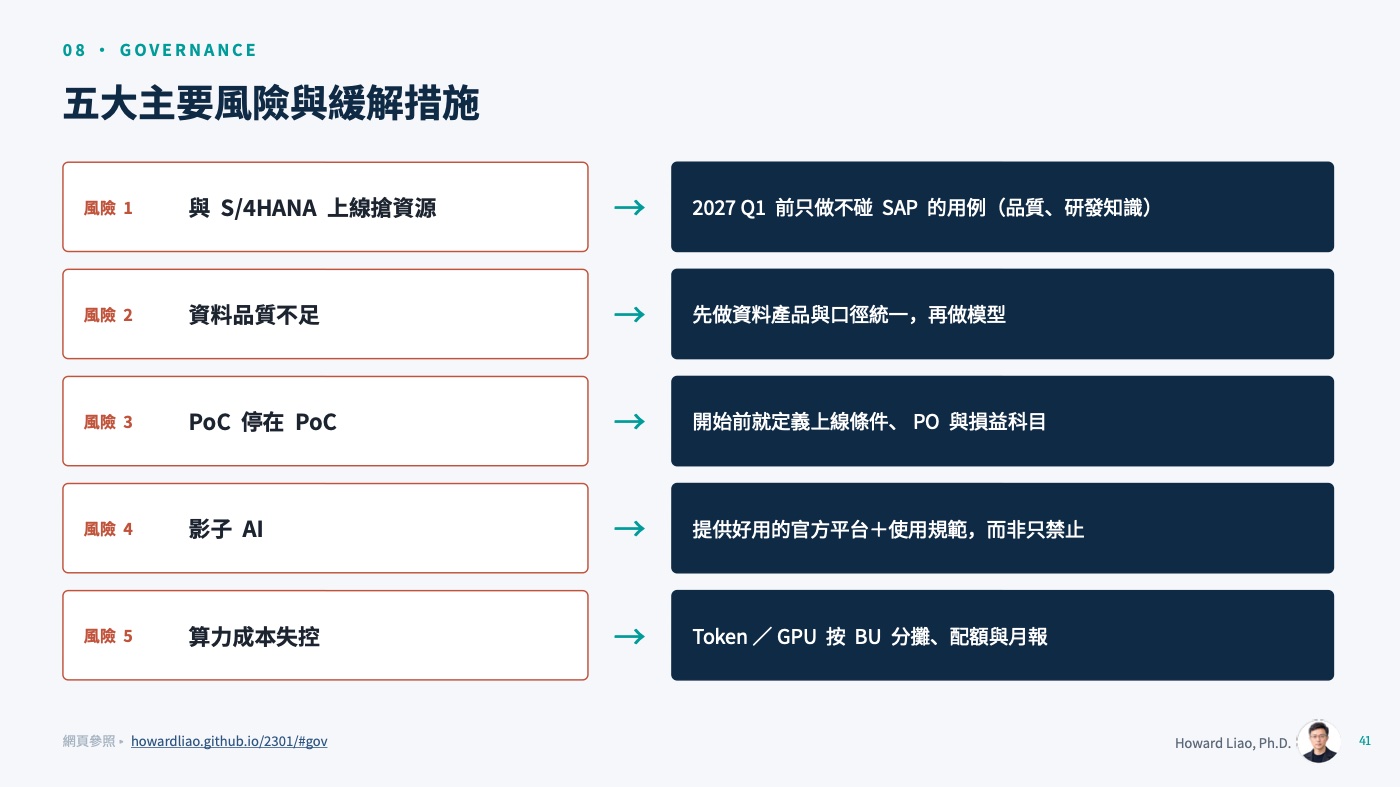 08 • GOVERNANCE
五大主要風險與緩解措施
風險 1 與 S/4HANA 上線搶資源 → 2027 Q1 前只做不碰 SAP 的用例（品質、研發知識）
風險 2 資料品質不足 → 先做資料產品與口徑統一，再做模型
風險 3 PoC 停在 PoC → 開始前就定義上線條件、 PO 與損益科目
風險 4 影子 AI → 提供好用的官方平台＋使用規範，而非只禁止
風險 5 算力成本失控 → Token ／ GPU 按 BU 分攤、配額與月報
網頁參照 ▸ howardliao.github.io/2301/#gov
Howard Liao, Ph.D.
41